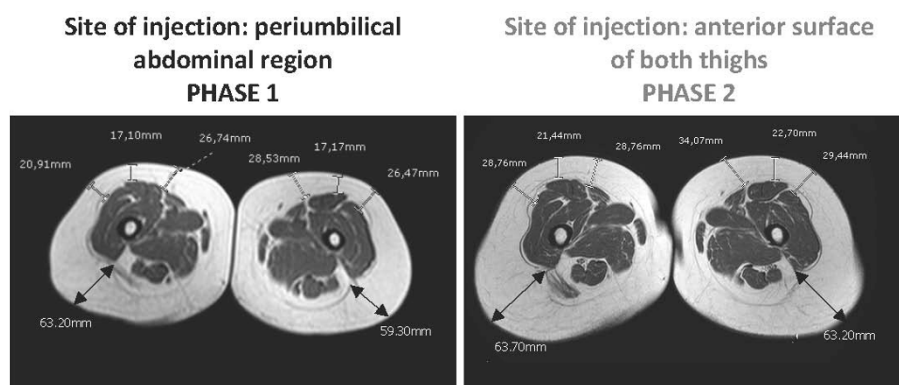 Site of injection: periumbilical
abdominal region
PHASE 1
Site of injection: anterior surface
of both thighs
PHASE 2
17,10mm
26,74mm
20,91mm
28,53mm
17,17mm
26,47mm
63.20mm
59.30mm
21,44mm
28,76mm
28,76mm
34,07mm
22,70mm
29,44mm
63.70mm
63.20mm